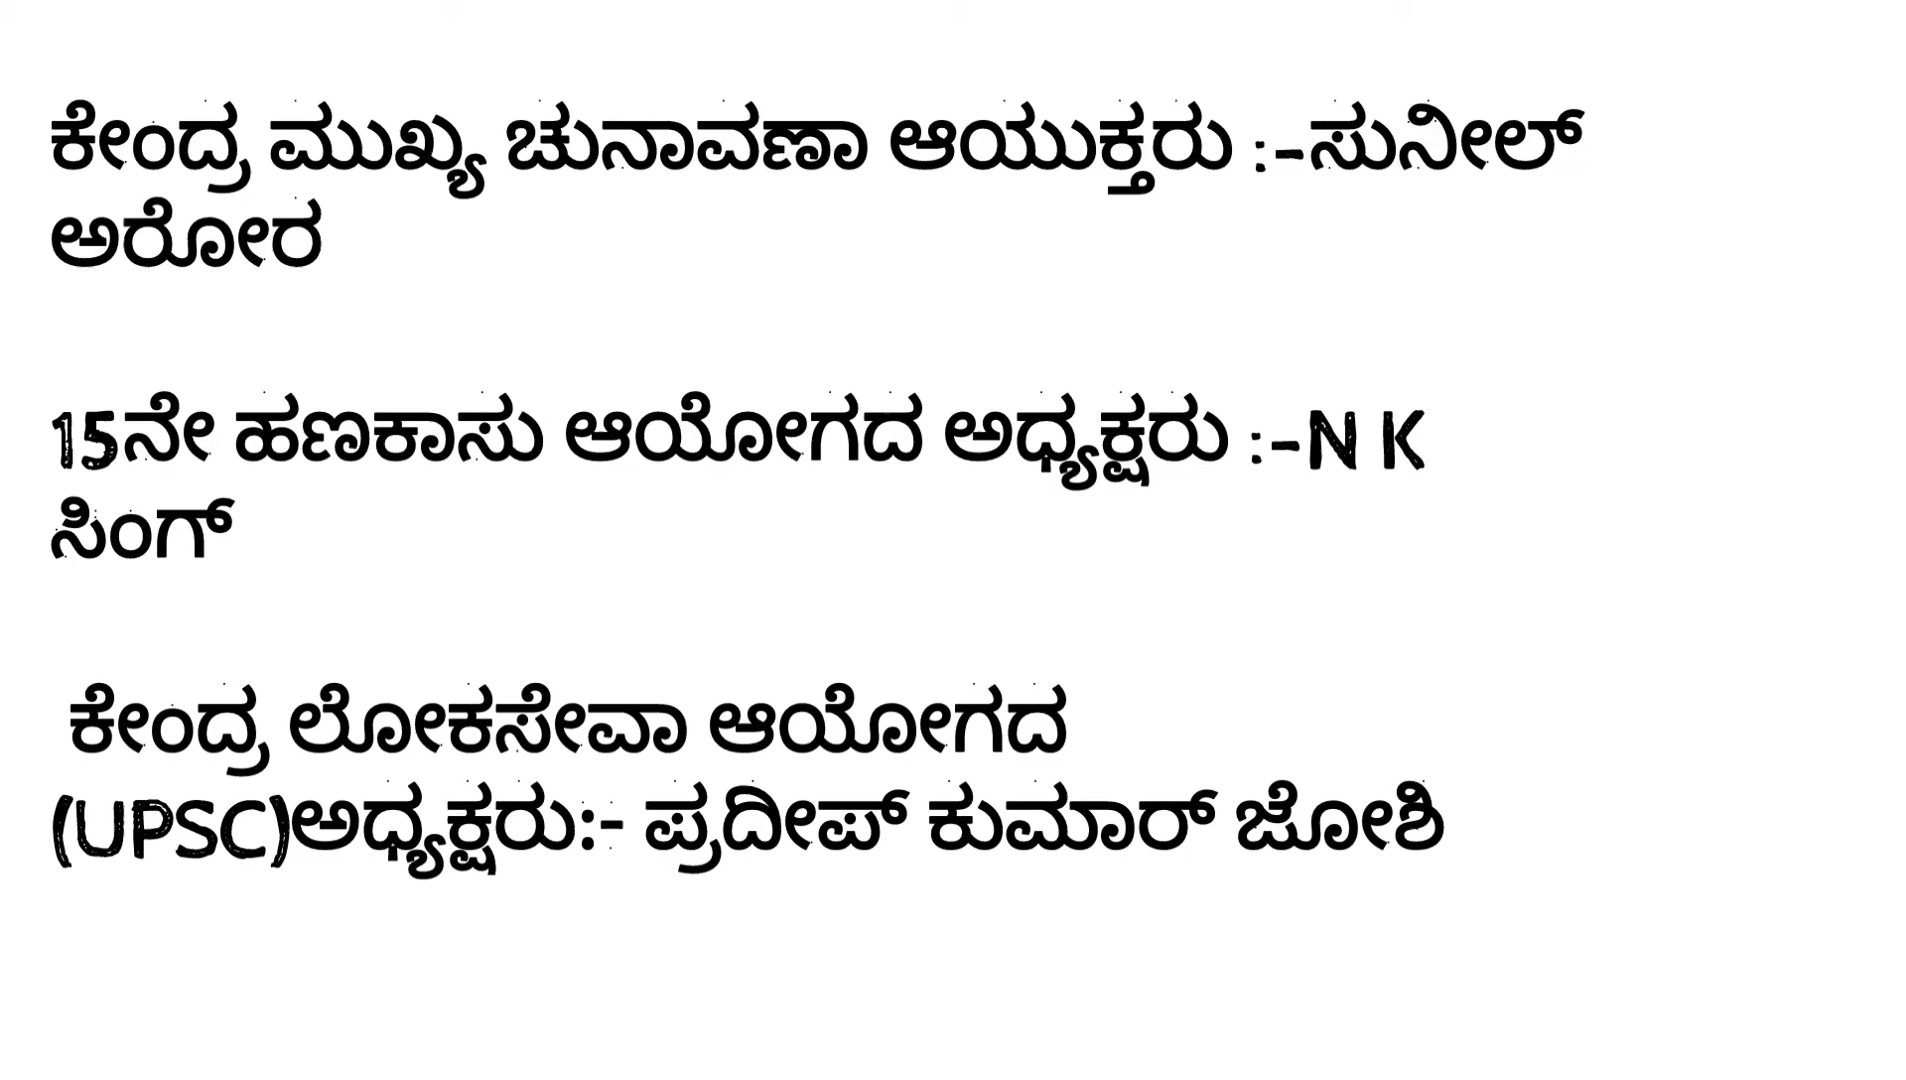 ಕೇಂದ್ರ ಮುಖ್ಯ ಚುನಾವಣಾ ಆಯುಕ್ತರು :-ಸುನೀಲ್
ಅರೋರ
15ನೇ ಹಣಕಾಸು ಆಯೋಗದ ಅಧ್ಯಕ್ಷರು :-N K
ಸಿಂಗ್
ಕೇಂದ್ರ ಲೋಕಸೇವಾ ಆಯೋಗದ
(UPSC)ಅಧ್ಯಕ್ಷರು:- ಪ್ರದೀಪ್ ಕುಮಾರ್ ಜೋಶಿ